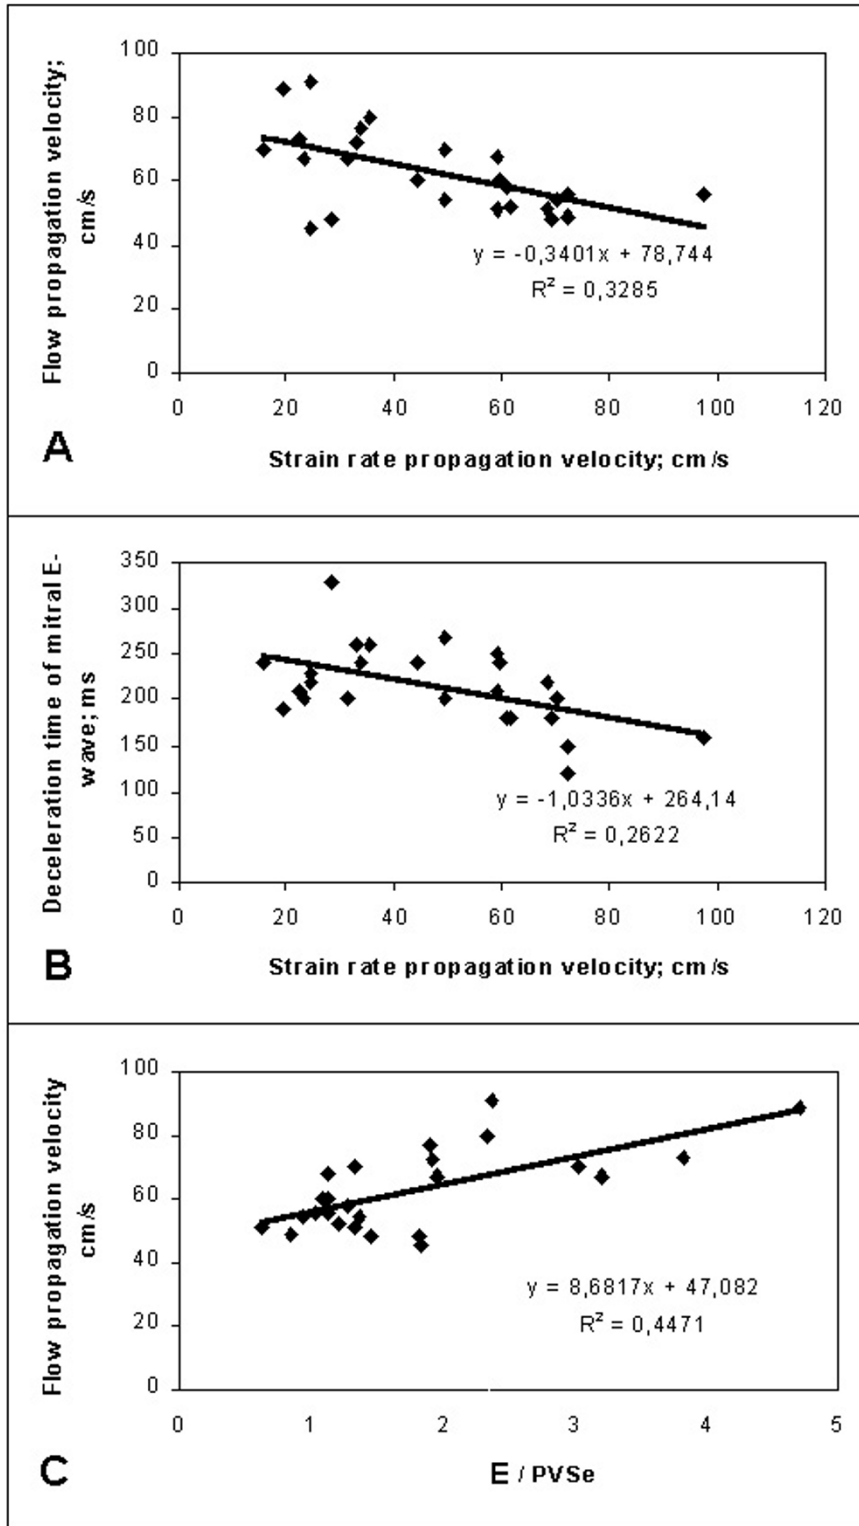 Flow propagation velocity;
cm/s
100
80
60
40
20
0
y = -0,3401x + 78,744
R² = 0,3285
0 20 40 60 80 100 120
Strain rate propagation velocity; cm/s
A
Deceleration time of mitral E-
wave; ms
350
300
250
200
150
100
50
0
y = -1,0336x + 264,14
R² = 0,2622
0 20 40 60 80 100 120
Strain rate propagation velocity; cm/s
B
Flow propagation velocity
cm/s
100
80
60
40
20
0
y = 8,6817x + 47,082
R² = 0,4471
0 1 2 3 4 5
E / PVSe
C